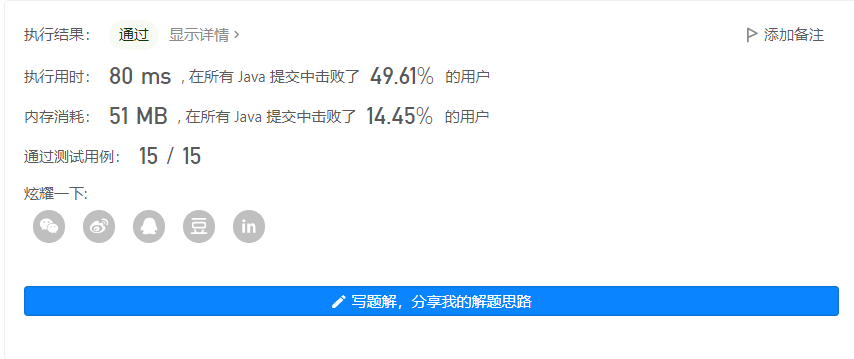 执行结果： 通过 显示详情 > 添加备注
执行用时： 80 ms , 在所有 Java 提交中击败了 49.61% 的用户
内存消耗： 51 MB , 在所有 Java 提交中击败了 14.45% 的用户
通过测试用例： 15 / 15
炫耀一下:
豆 in
写题解，分享我的解题思路